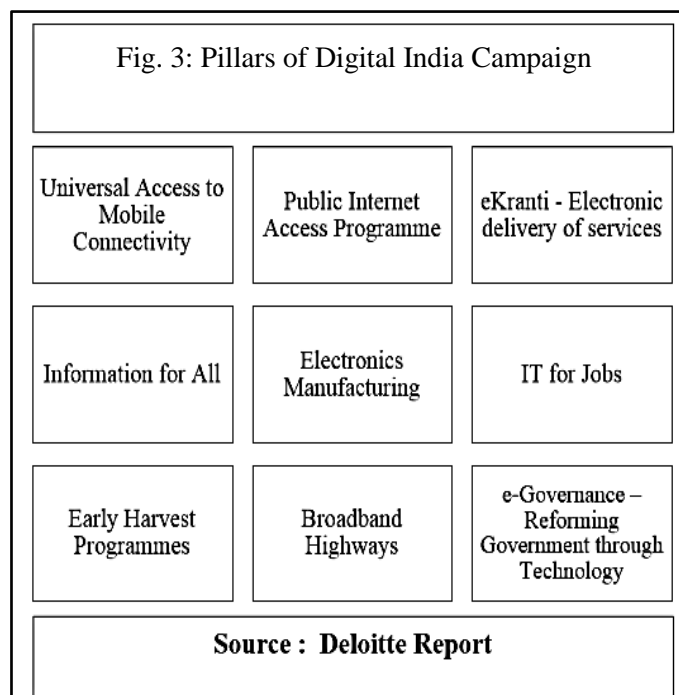 Fig. 3: Pillars of Digital India Campaign
Universal Access to
Mobile
Connectivity
Public Internet
Access Programme
eKranti - Electronic
delivery of services
Information for All
Electronics
Manufacturing
IT for Jobs
Early Harvest
Programmes
Broadband
Highways
e-Governance –
Reforming
Government through
Technology
Source : Deloitte Report